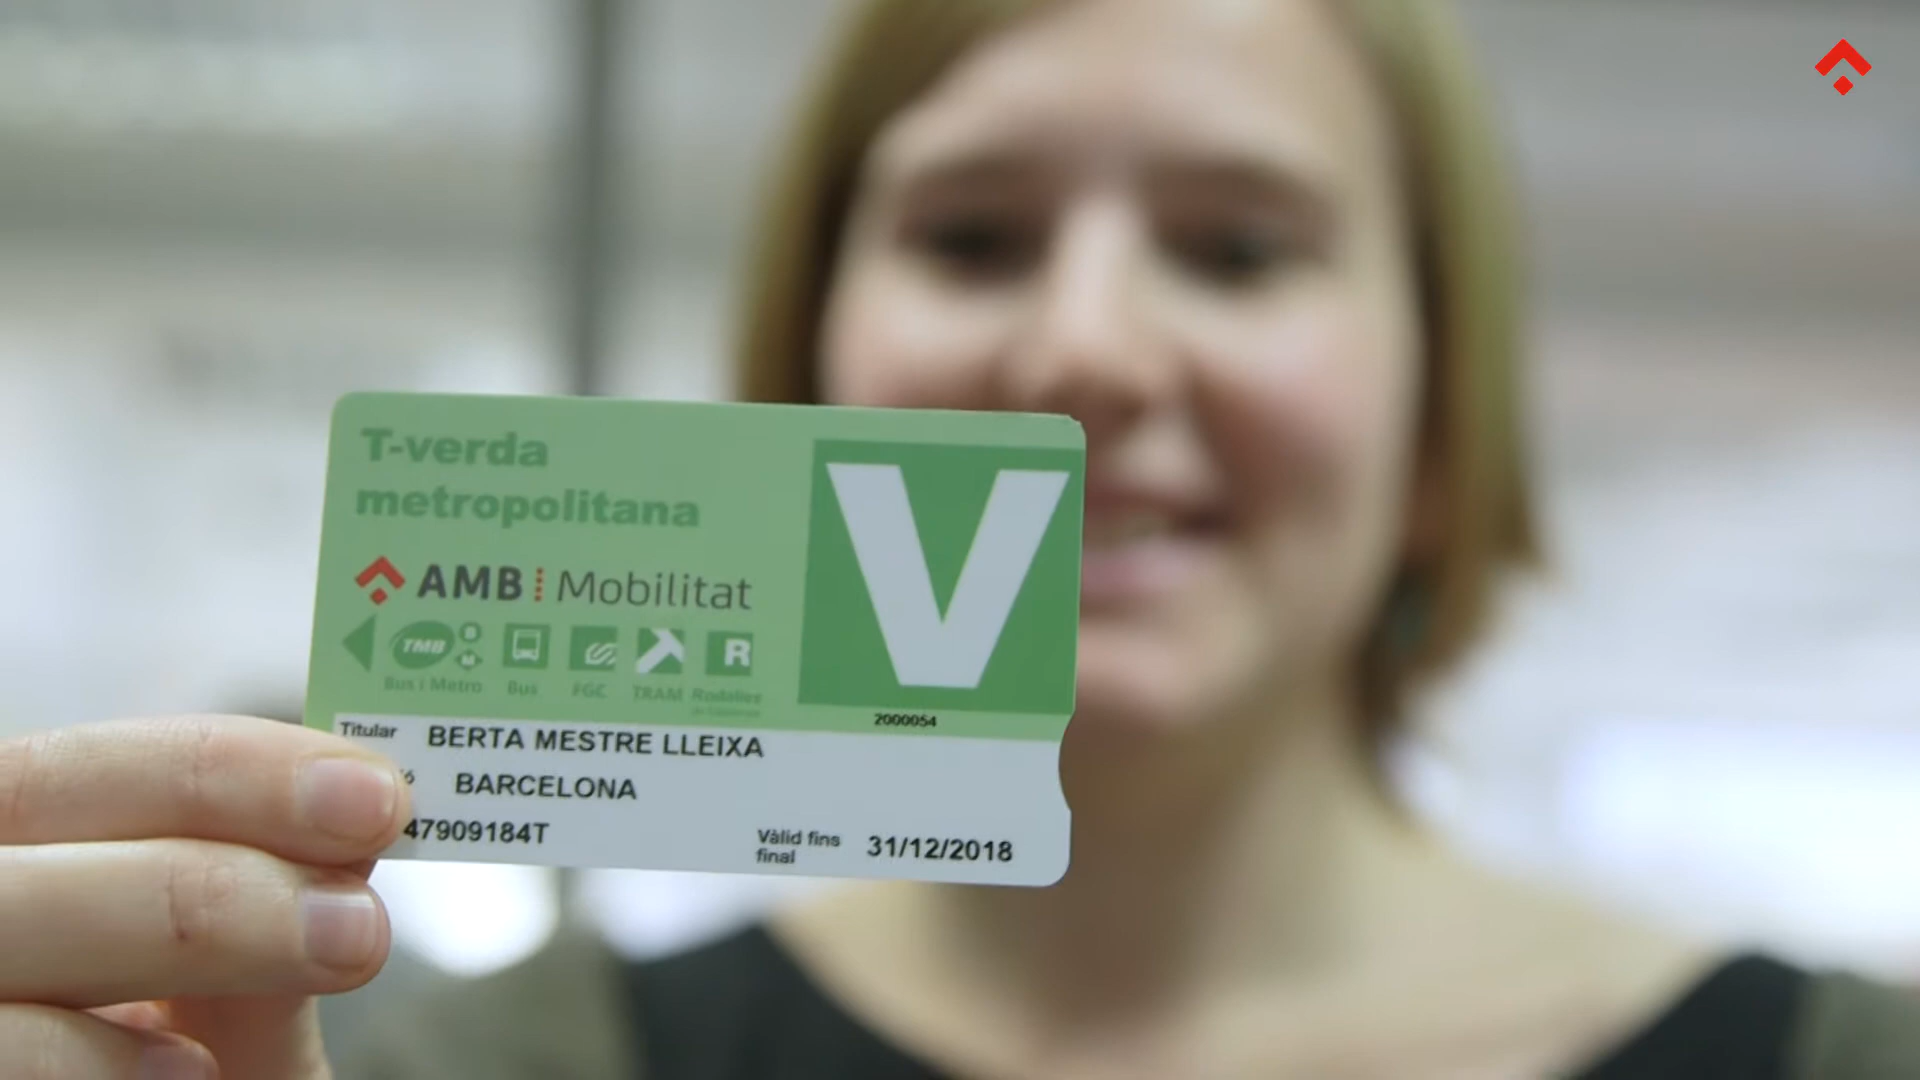 T-verda
metropolitana
AMB Mobilitat
TMB
B
M
R
Bus i Metro Bus FGC TRAM Rodalies
V
2000054
Titular BERTA MESTRE LLEIXA
BARCELONA
47909184T
Vàlid fins final 31/12/2018